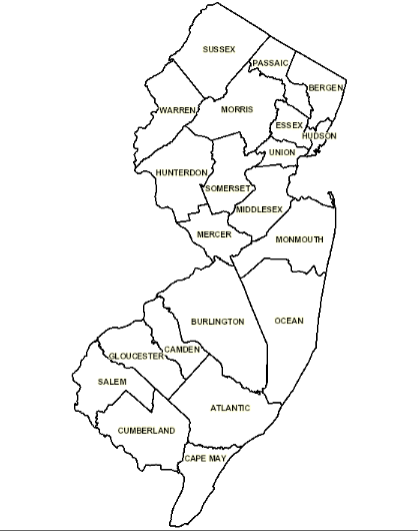 SUSSEX
PASSAIC
BERGEN
WARREN
MORRIS
ESSEX
HUDSON
UNION
HUNTERDON
SOMERSET
MIDDLESEX
MERCER
MONMOUTH
BURLINGTON
OCEAN
CAMDEN
GLOUCESTER
SALEM
ATLANTIC
CUMBERLAND
CAPE MAY